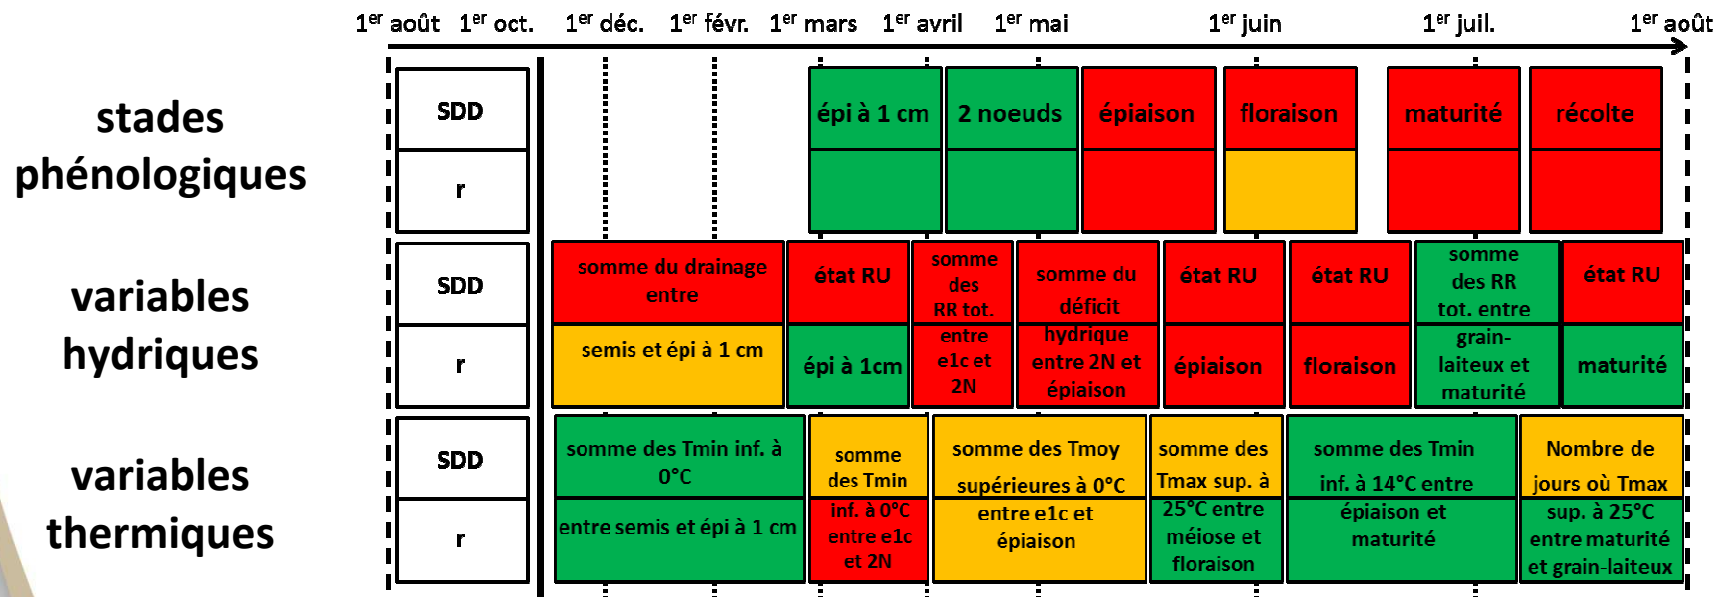 1er août 1er oct. 1er déc. 1er févr. 1er mars 1er avril 1er mai 1er juin 1er juil. 1er août
stades
phénologiques
SDD
r
épi à 1 cm
2 noeuds
épiaison
floraison
maturité
récolte
variables
hydriques
SDD
r
somme du drainage
entre
semis et épi à 1 cm
état RU
épi à 1cm
somme
des
RR tot.
entre
e1c et
2N
somme du
déficit
hydrique
entre 2N et
épiaison
état RU
épiaison
état RU
floraison
somme
des RR
tot. entre
grain-
laiteux et
maturité
état RU
maturité
variables
thermiques
SDD
r
somme des Tmin inf. à
0°C
entre semis et épi à 1 cm
somme
des Tmin
inf. à 0°C
entre e1c
et 2N
somme des Tmoy
supérieures à 0°C
entre e1c et
épiaison
somme des
Tmax sup. à
25°C entre
méiose et
floraison
somme des Tmin
inf. à 14°C entre
épiaison et
maturité
Nombre de
jours où Tmax
sup. à 25°C
entre maturité
et grain-laiteux